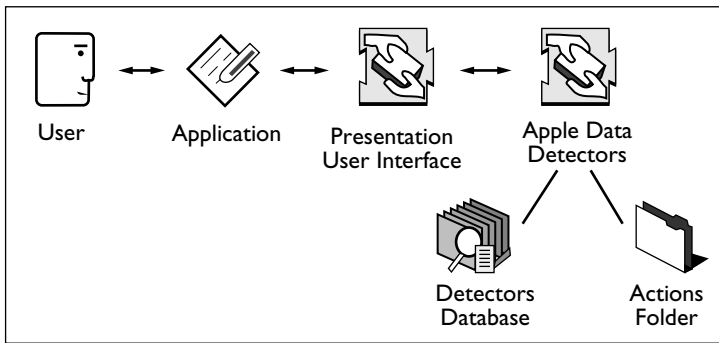 User
Application
Presentation
User Interface
Apple Data
Detectors
Detectors
Database
Actions
Folder